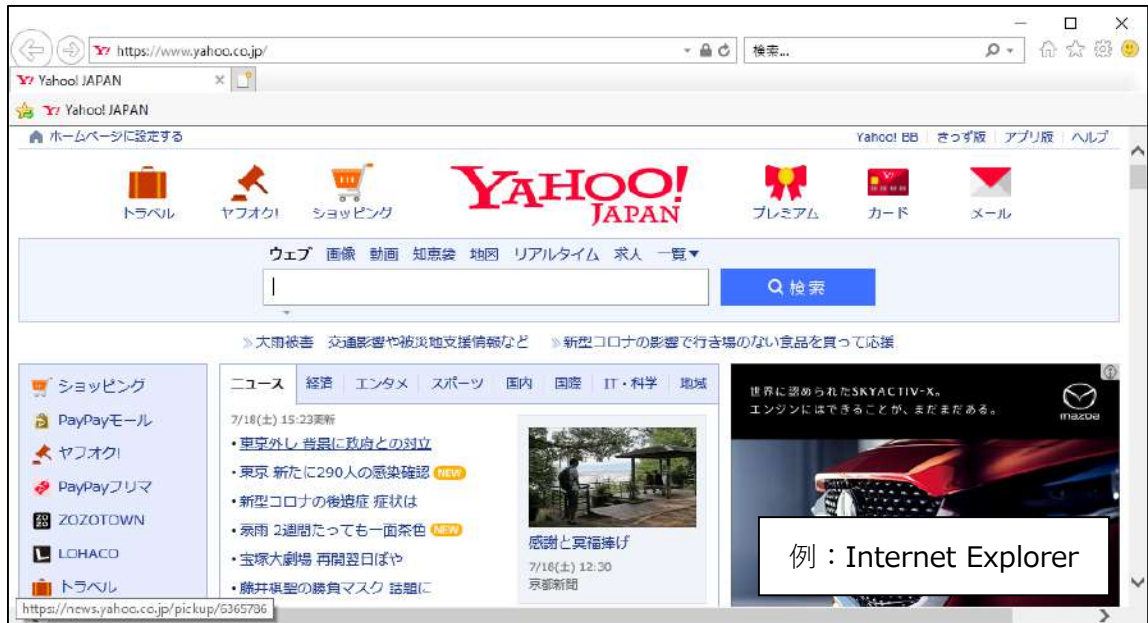 https://www.yahoo.co.jp/
検索...
Yahoo! JAPAN
Yahoo! JAPAN
ホームページに設定する
Yahoo! BB きっず版 アプリ版 ヘルプ
YAHOO!
JAPAN
トラベル ヤフオク! ショッピング プレミアム カード メール
ウェブ 画像 動画 知恵袋 地図 リアルタイム 求人 一覧▼
検索
大雨被害 交通影響や被災地支援情報など 新型コロナの影響で行き場のない食品を買って応援
ショッピング
PayPayモール
ヤフオク!
PayPayフリマ
ZOZOTOWN
LOHACO
トラベル
ニュース 経済 エンタメ スポーツ 国内 国際 IT・科学 地域
7/18(土) 15:23更新
・東京外し 背景に政府との対立
・東京 新たに290人の感染確認 NEW
・新型コロナの後遺症 症状は
・豪雨 2週間たっても一面茶色 NEW
・宝塚大劇場 再開翌日ぼや
・藤井棋聖の勝負マスク 話題に
感謝と冥福捧げ
7/18(土) 12:30
京都新聞
世界に認められたSKYACTIV-X。
エンジンにはできることが、まだまだある。
mazda
例：Internet Explorer
https://news.yahoo.co.jp/pickup/6365786